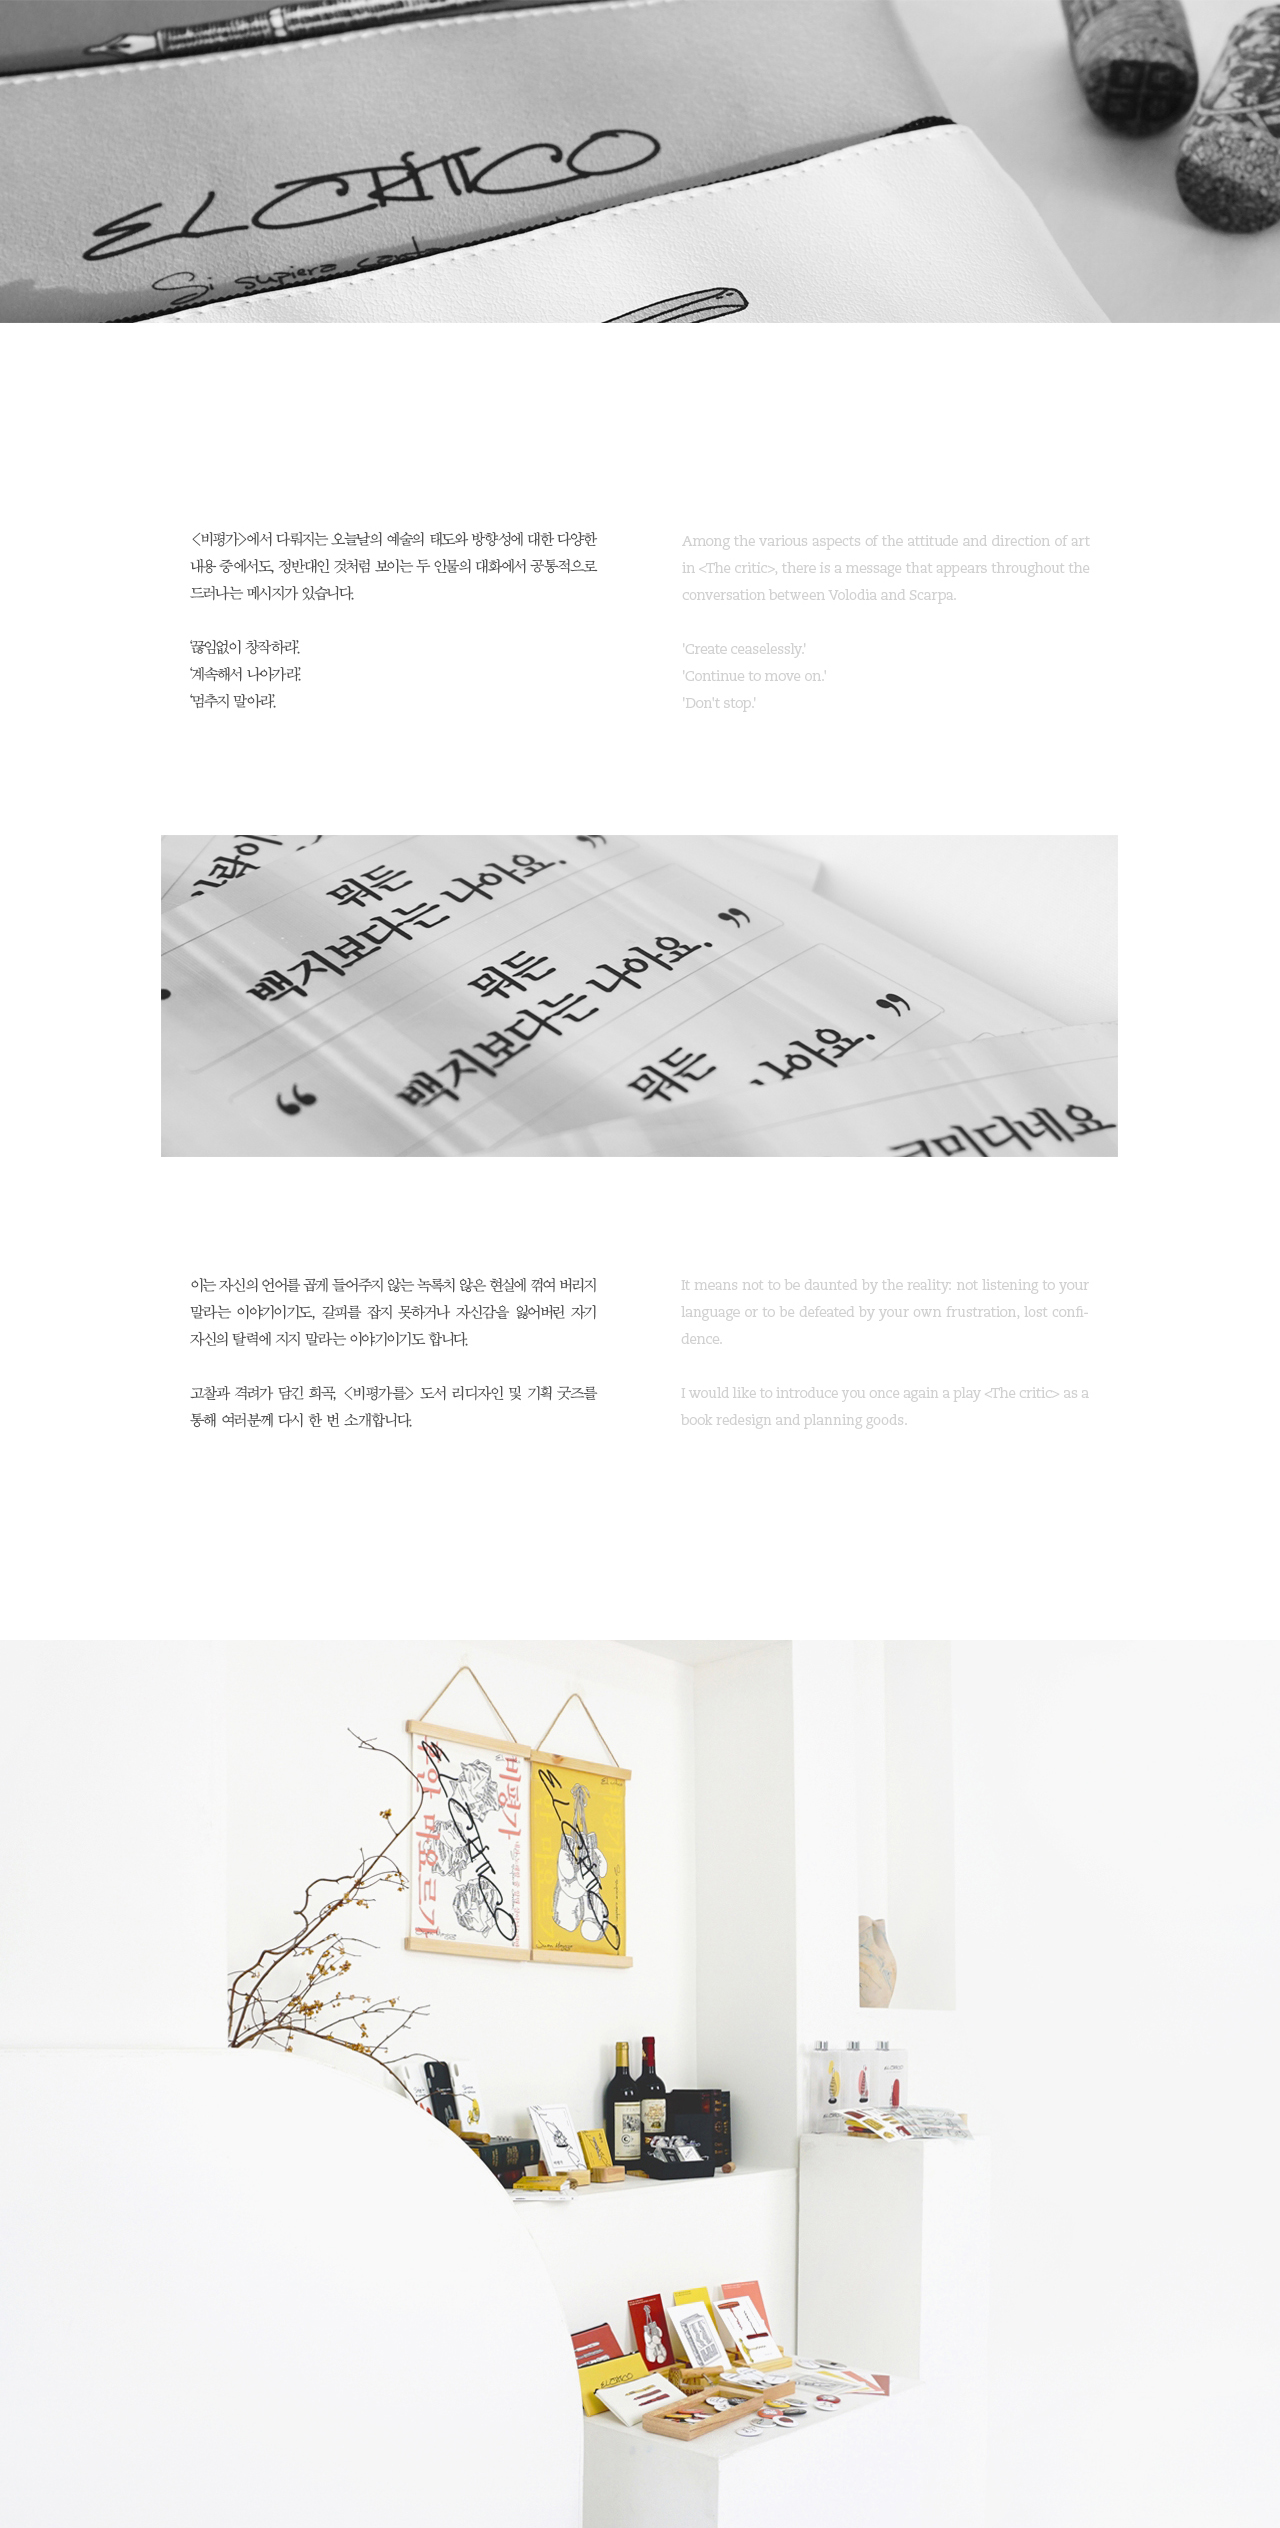 EL CRITICO
Si supiera canta
<비평가>에서 다뤄지는 오늘날의 예술의 태도와 방향성에 대한 다양한
내용 중에서도, 정반대인 것처럼 보이는 두 인물의 대화에서 공통적으로
드러나는 메시지가 있습니다.
‘끊임없이 창작하라’.
‘계속해서 나아가라’.
‘멈추지 말아라’.
Among the various aspects of the attitude and direction of art
in <The critic>, there is a message that appears throughout the
conversation between Volodia and Scarpa.
'Create ceaselessly.'
'Continue to move on.'
'Don't stop.'
뭐든
백지보다는 나아요. ”
뭐든
“ 백지보다는 나아요. ”
뭐든
나아요. ”
코미디네요
이는 자신의 언어를 곱게 들어주지 않는 녹록치 않은 현실에 꺾여 버리지
말라는 이야기이기도, 갈피를 잡지 못하거나 자신감을 잃어버린 자기
자신의 탈력에 지지 말라는 이야기이기도 합니다.
고찰과 격려가 담긴 희곡, <비평가를> 도서 리디자인 및 기획 굿즈를
통해 여러분께 다시 한 번 소개합니다.
It means not to be daunted by the reality: not listening to your
language or to be defeated by your own frustration, lost confi-
dence.
I would like to introduce you once again a play <The critic> as a
book redesign and planning goods.
비평가
EL CRITICO
EL CRITICO
EL CRITICO